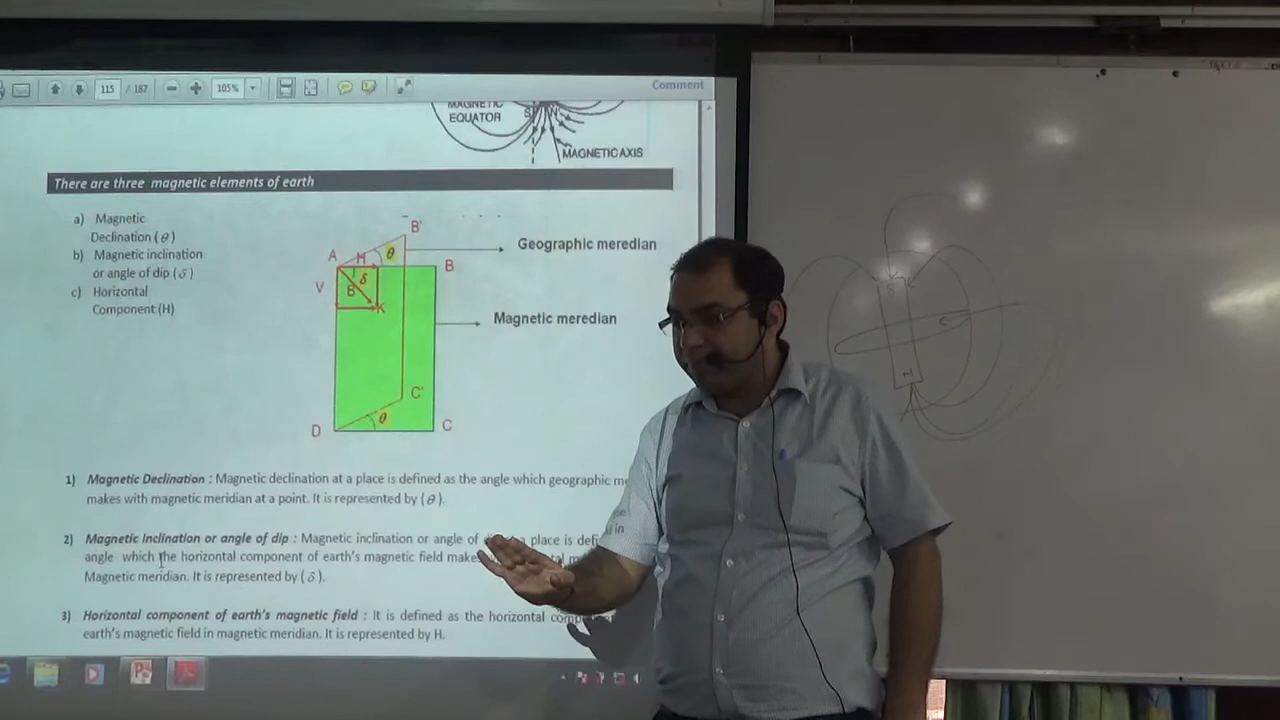 115 / 187 105% Comment
MAGNETIC
EQUATOR
S N
MAGNETIC AXIS
There are three magnetic elements of earth
a) Magnetic
Declination (θ)
b) Magnetic inclination
or angle of dip (δ)
c) Horizontal
Component (H)
B'
A H θ
Geographic meredian
B
V δ
B
K
Magnetic meredian
C'
D θ C
1) Magnetic Declination : Magnetic declination at a place is defined as the angle which geographic
makes with magnetic meridian at a point. It is represented by (θ).
2) Magnetic Inclination or angle of dip : Magnetic inclination or angle of place is
angle which the horizontal component of earth's magnetic field
Magnetic meridian. It is represented by (δ).
3) Horizontal component of earth's magnetic field : It is defined as the horizontal
earth's magnetic field in magnetic meridian. It is represented by H.
S
N